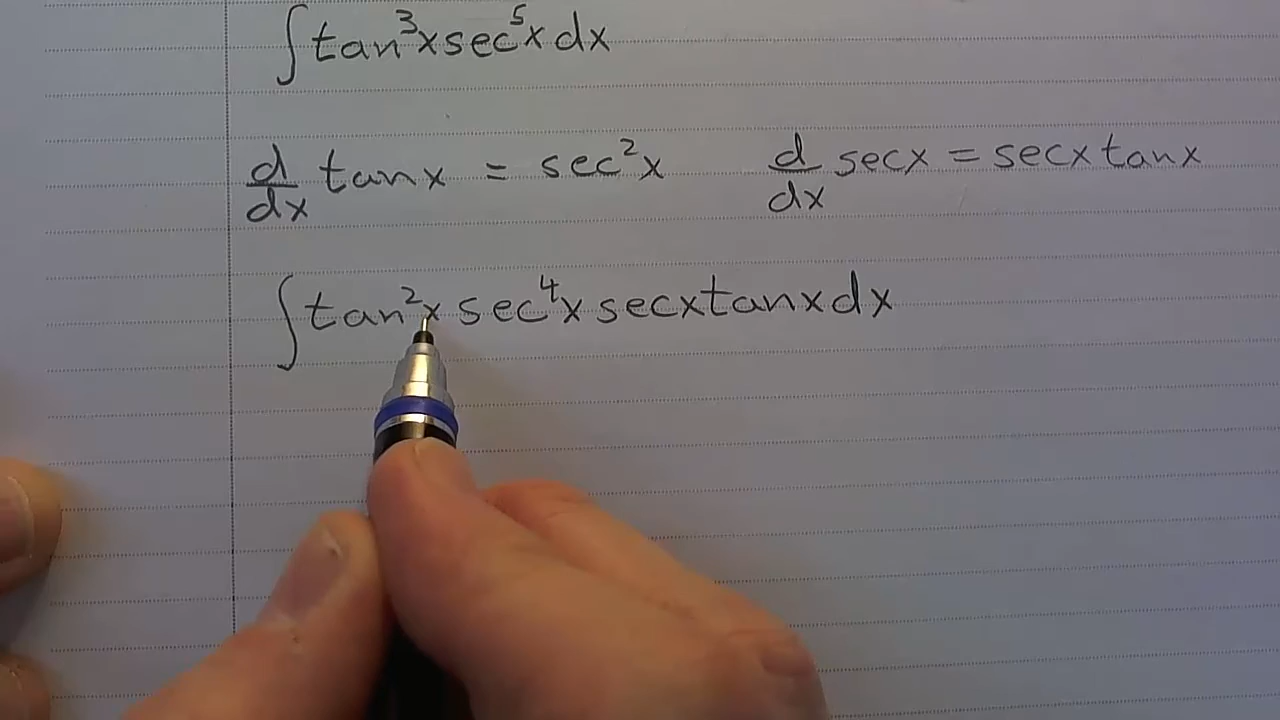 ∫tan³x sec⁵x dx
d/dx tanx = sec²x d/dx secx = secx tanx
∫tan²x sec⁴x secx tanx dx